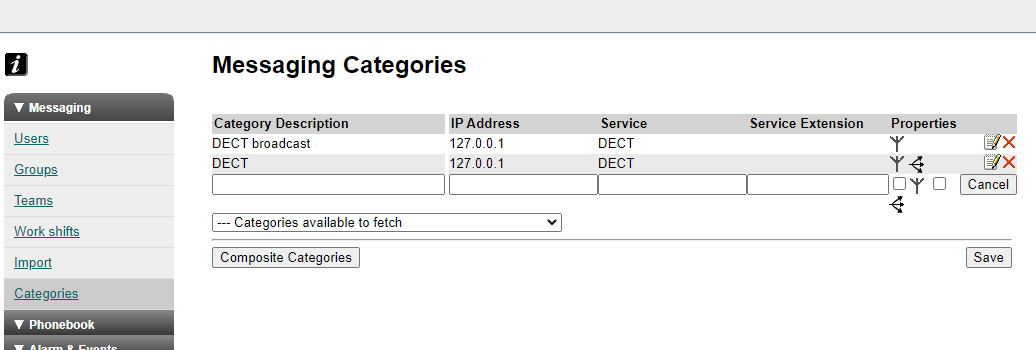 i
Messaging Categories
▼ Messaging
Users
Groups
Teams
Work shifts
Import
Categories
▼ Phonebook
▼ Alarm & Events
Category Description IP Address Service Service Extension Properties
DECT broadcast 127.0.0.1 DECT
DECT 127.0.0.1 DECT
Cancel
--- Categories available to fetch
Composite Categories Save